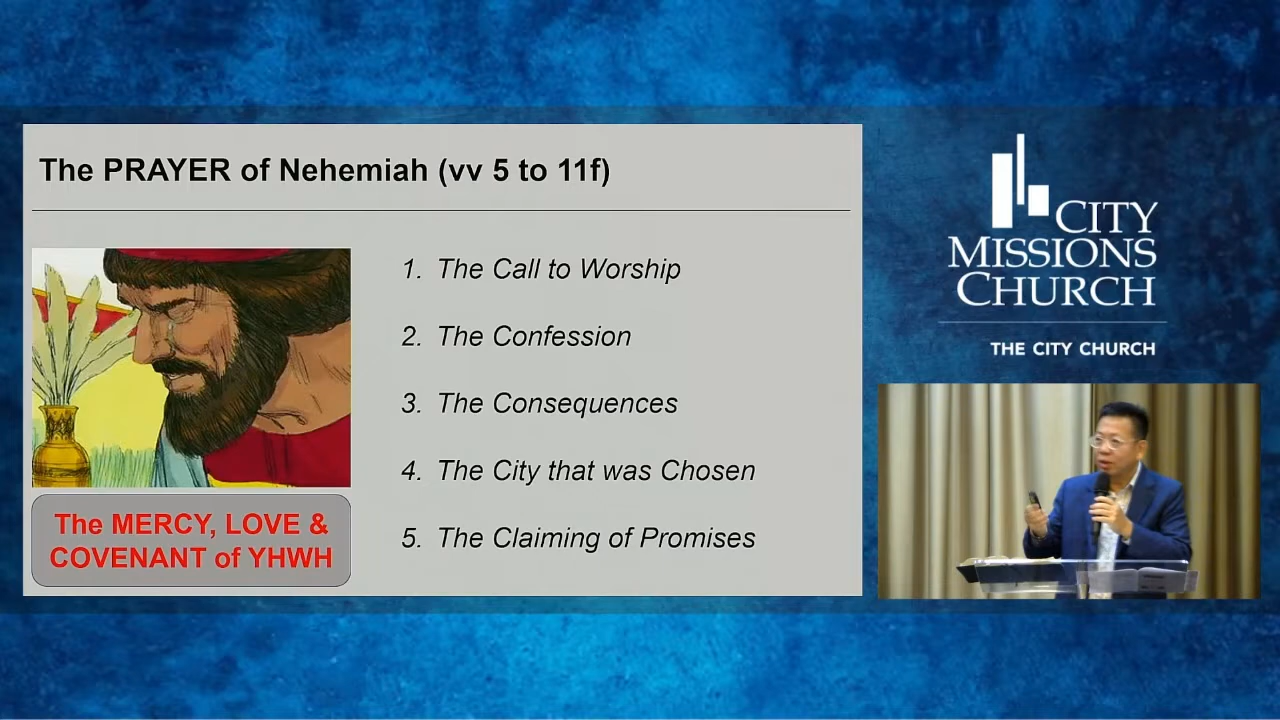 The PRAYER of Nehemiah (vv 5 to 11f)
1. The Call to Worship
2. The Confession
3. The Consequences
4. The City that was Chosen
5. The Claiming of Promises
The MERCY, LOVE &
COVENANT of YHWH
CITY
MISSIONS
CHURCH
THE CITY CHURCH